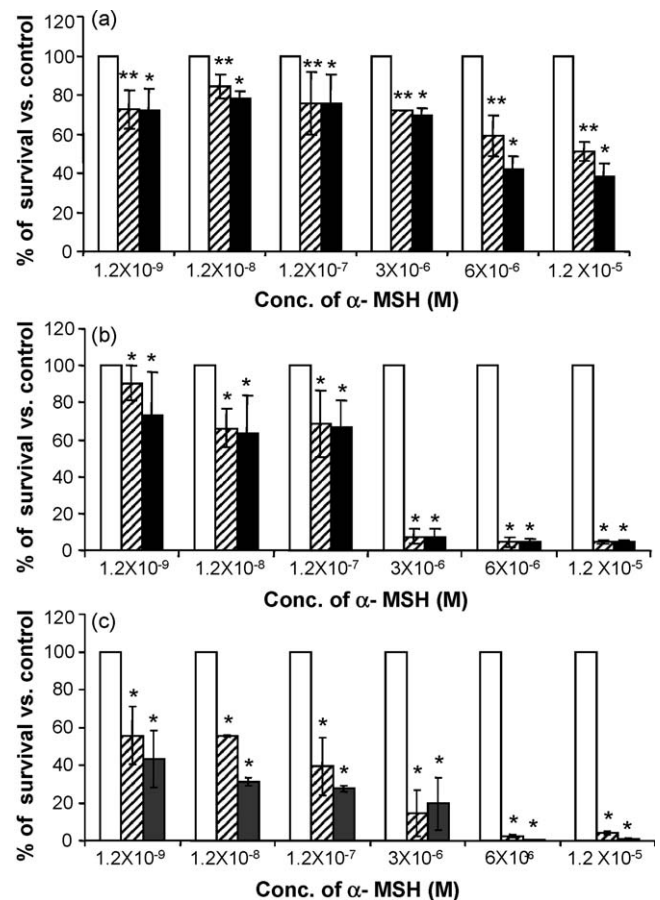 (a)
% of survival vs. control
120
100
80
60
40
20
0
** * ** * ** * ** * ** * ** *
1.2X10⁻⁹ 1.2X10⁻⁸ 1.2X10⁻⁷ 3X10⁻⁶ 6X10⁻⁶ 1.2 X10⁻⁵
Conc. of α- MSH (M)
(b)
% of survival vs. control
120
100
80
60
40
20
0
* * * * * * * * * * * *
1.2X10⁻⁹ 1.2X10⁻⁸ 1.2X10⁻⁷ 3X10⁻⁶ 6X10⁻⁶ 1.2 X10⁻⁵
Conc. of α- MSH (M)
(c)
% of survival vs. control
120
100
80
60
40
20
0
* * * * * * * * * * * *
1.2X10⁻⁹ 1.2X10⁻⁸ 1.2X10⁻⁷ 3X10⁻⁶ 6X10⁻⁶ 1.2 X10⁻⁵
Conc. of α- MSH (M)